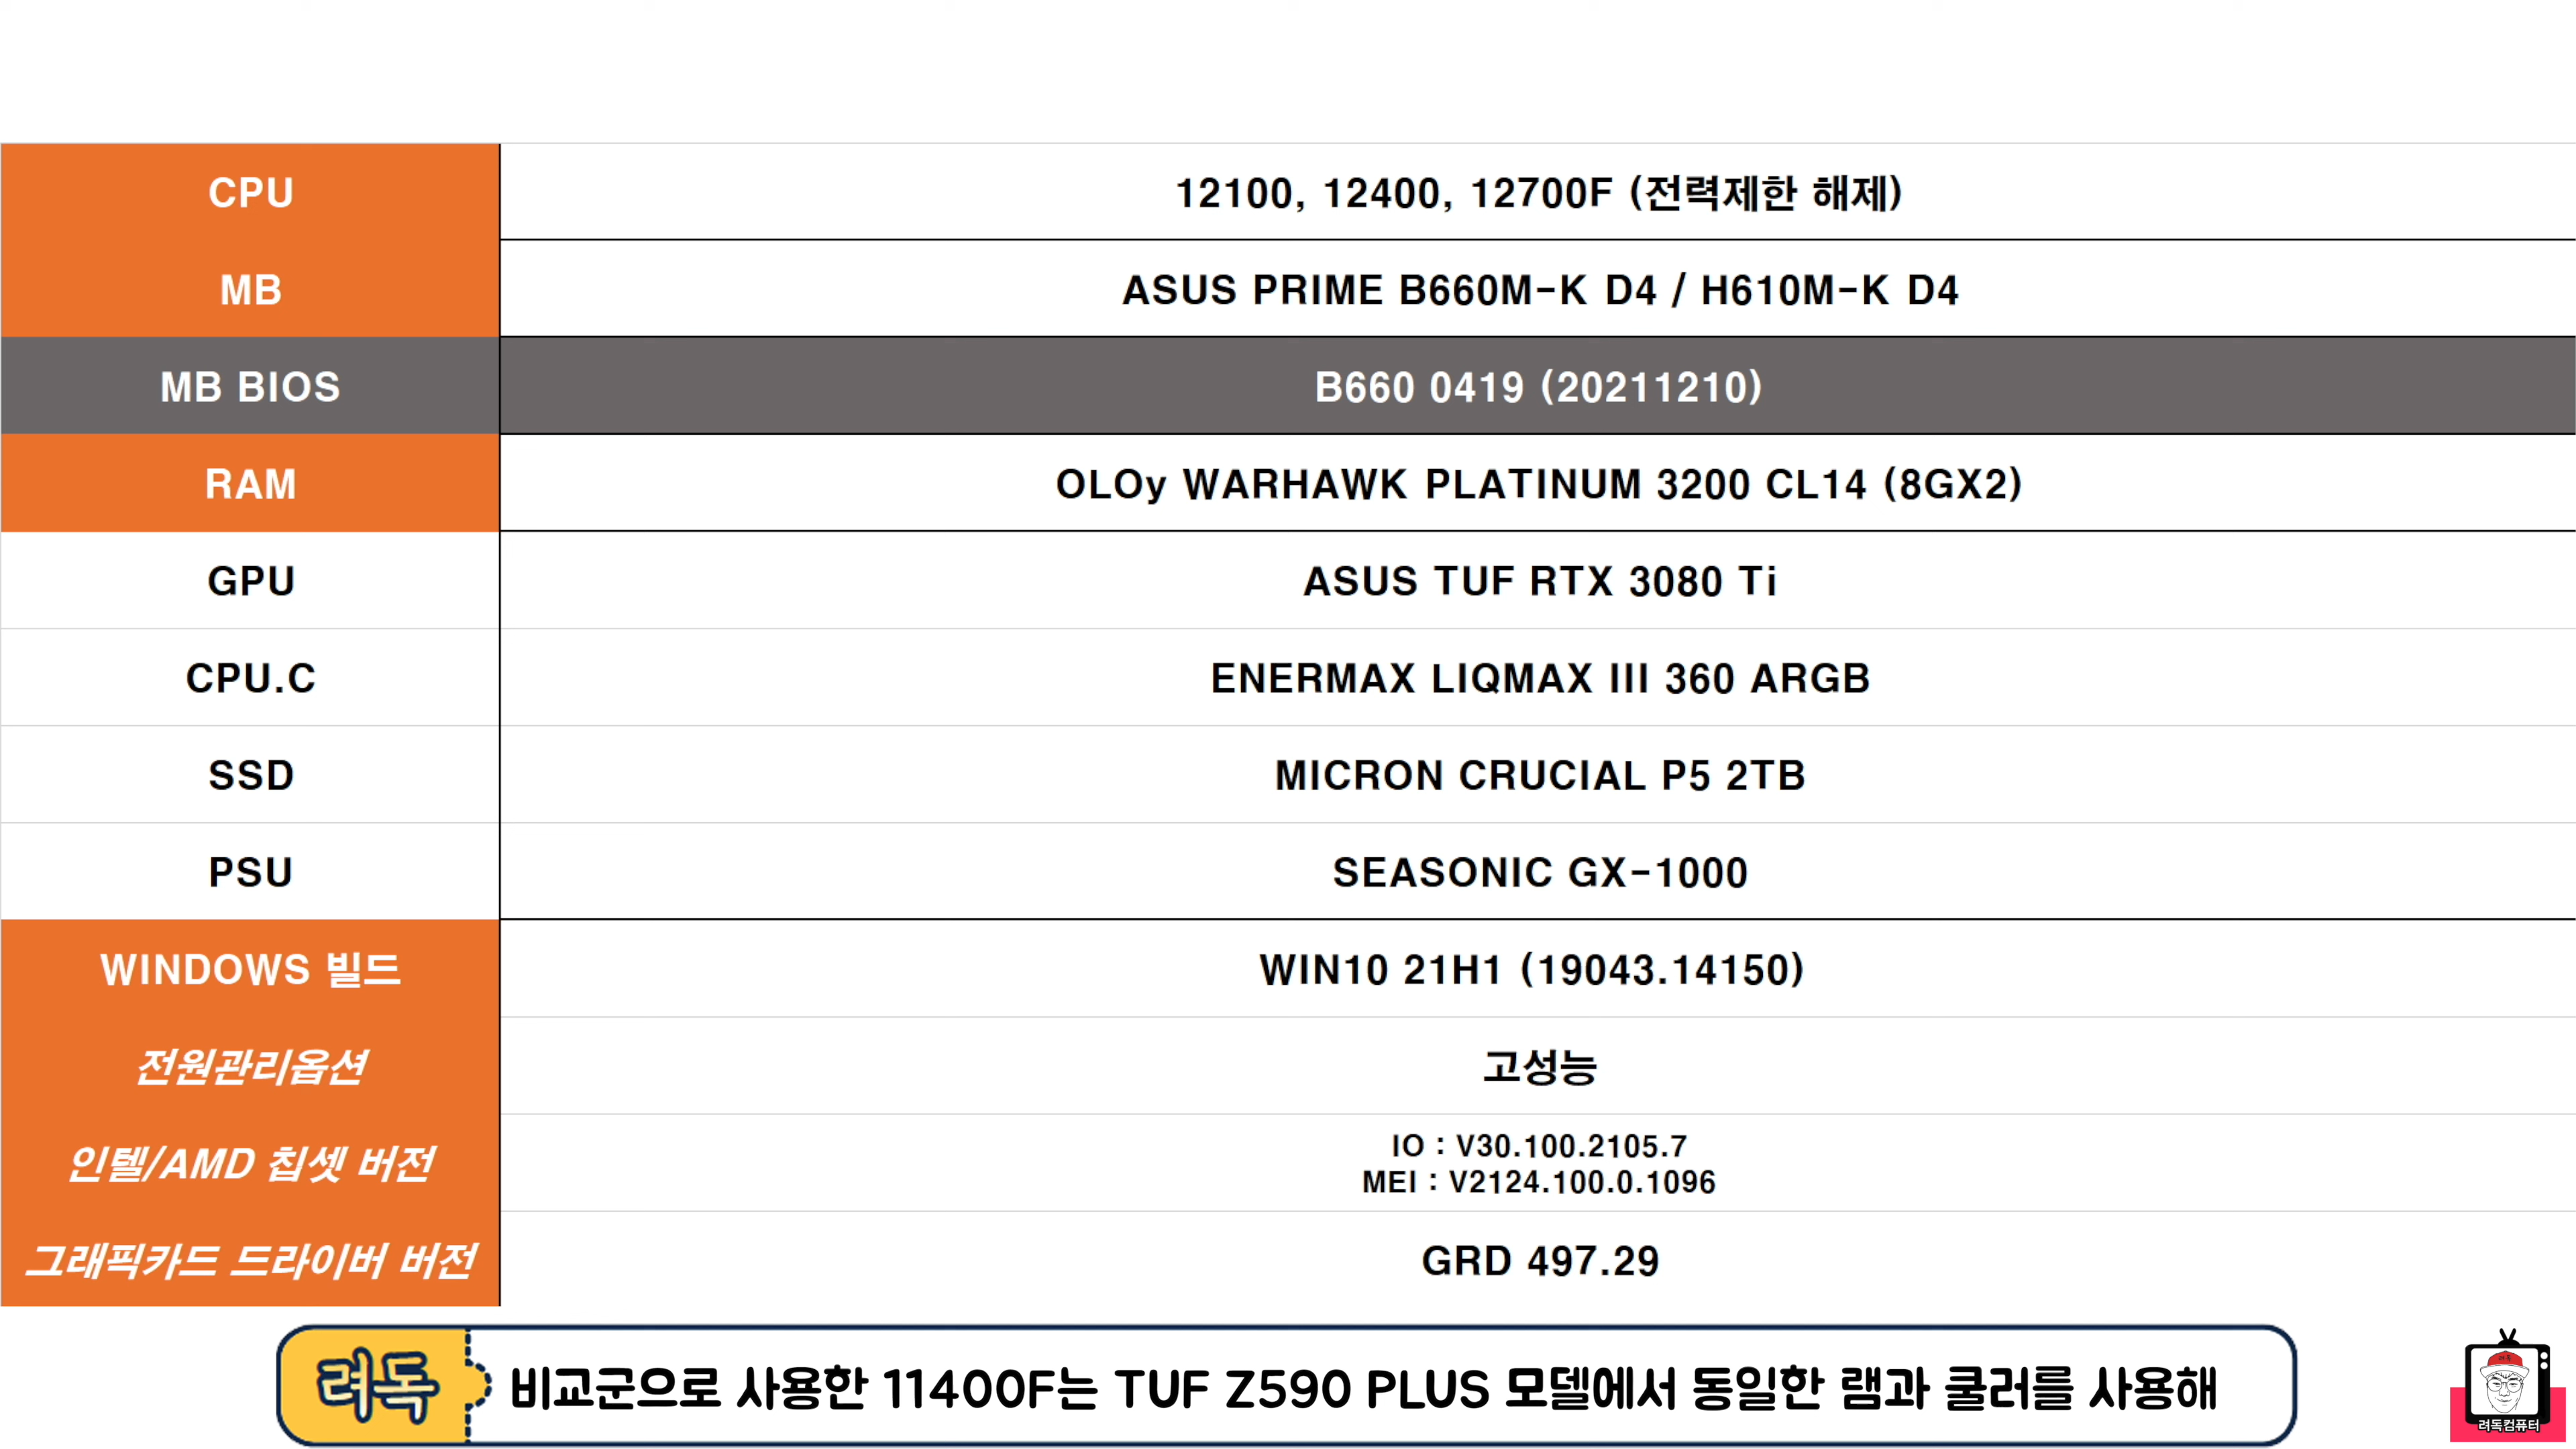 CPU 12100, 12400, 12700F (전력제한 해제)
MB ASUS PRIME B660M-K D4 / H610M-K D4
MB BIOS B660 0419 (20211210)
RAM OLOy WARHAWK PLATINUM 3200 CL14 (8GX2)
GPU ASUS TUF RTX 3080 Ti
CPU.C ENERMAX LIQMAX III 360 ARGB
SSD MICRON CRUCIAL P5 2TB
PSU SEASONIC GX-1000
WINDOWS 빌드 WIN10 21H1 (19043.14150)
전원관리옵션 고성능
인텔/AMD 칩셋 버전 IO : V30.100.2105.7
MEI : V2124.100.0.1096
그래픽카드 드라이버 버전 GRD 497.29
려독 비교군으로 사용한 11400F는 TUF Z590 PLUS 모델에서 동일한 램과 쿨러를 사용해
려독컴퓨터